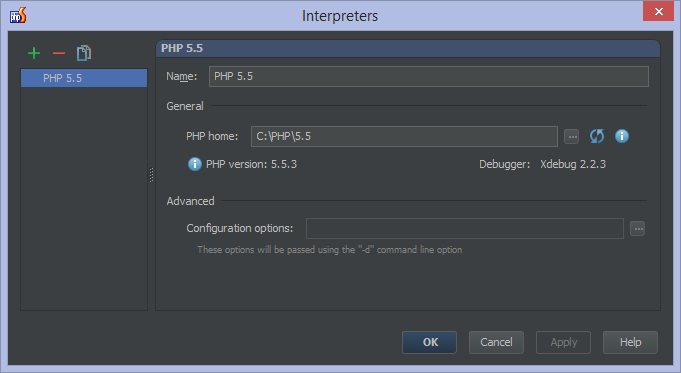 Interpreters
PHP 5.5
PHP 5.5
Name: PHP 5.5
General
PHP home: C:\PHP\5.5 ...
PHP version: 5.5.3 Debugger: Xdebug 2.2.3
Advanced
Configuration options: ...
These options will be passed using the "-d" command line option
OK Cancel Apply Help